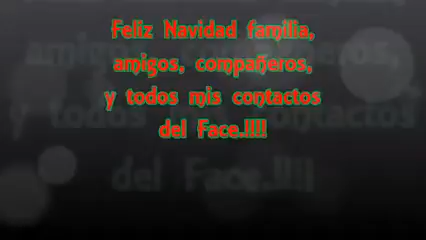 Feliz Navidad familia,
amigos, compañeros,
y todos mis contactos
del Face.!!!!